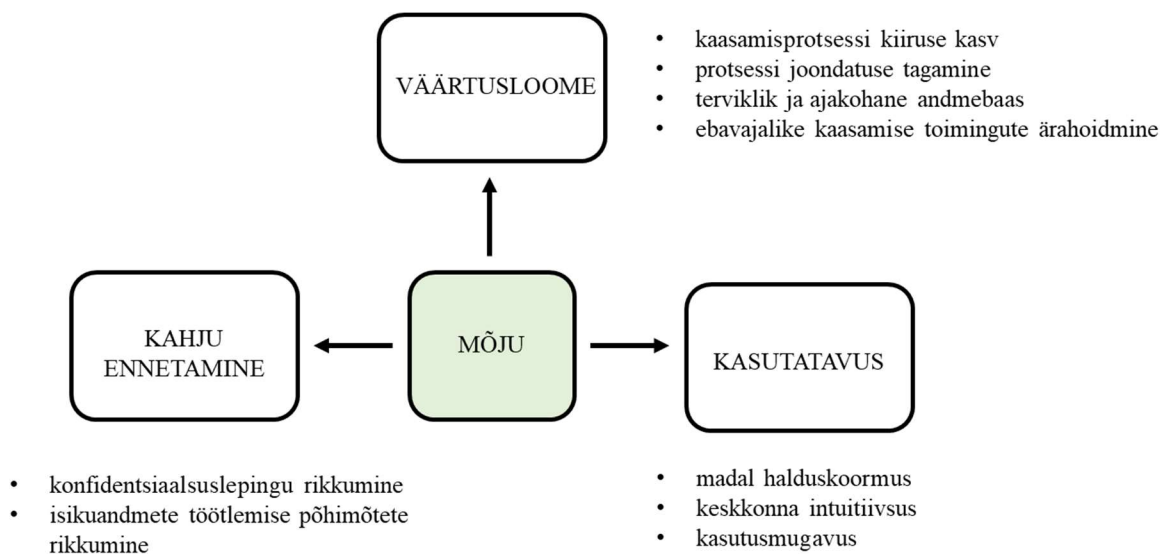 VÄÄRTUSLOOME
• kaasamisprotsessi kiiruse kasv
• protsessi joondatuse tagamine
• terviklik ja ajakohane andmebaas
• ebavajalike kaasamise toimingute ärahoidmine
KAHJU
ENNETAMINE
MÕJU
KASUTATAVUS
• konfidentsiaalsuslepingu rikkumine
• isikuandmete töötlemise põhimõtete
rikkumine
• madal halduskoormus
• keskkonna intuitiivsus
• kasutusmugavus